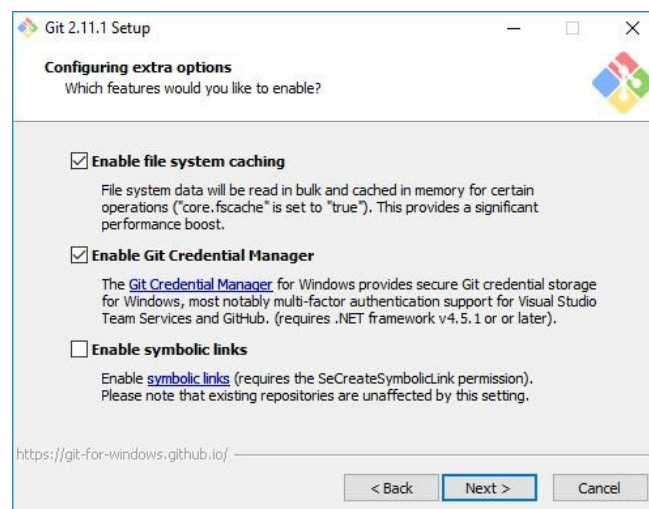 Git 2.11.1 Setup
Configuring extra options
Which features would you like to enable?
Enable file system caching
File system data will be read in bulk and cached in memory for certain
operations ("core.fscache" is set to "true"). This provides a significant
performance boost.
Enable Git Credential Manager
The Git Credential Manager for Windows provides secure Git credential storage
for Windows, most notably multi-factor authentication support for Visual Studio
Team Services and GitHub. (requires .NET framework v4.5.1 or or later).
Enable symbolic links
Enable symbolic links (requires the SeCreateSymbolicLink permission).
Please note that existing repositories are unaffected by this setting.
https://git-for-windows.github.io/
< Back Next > Cancel